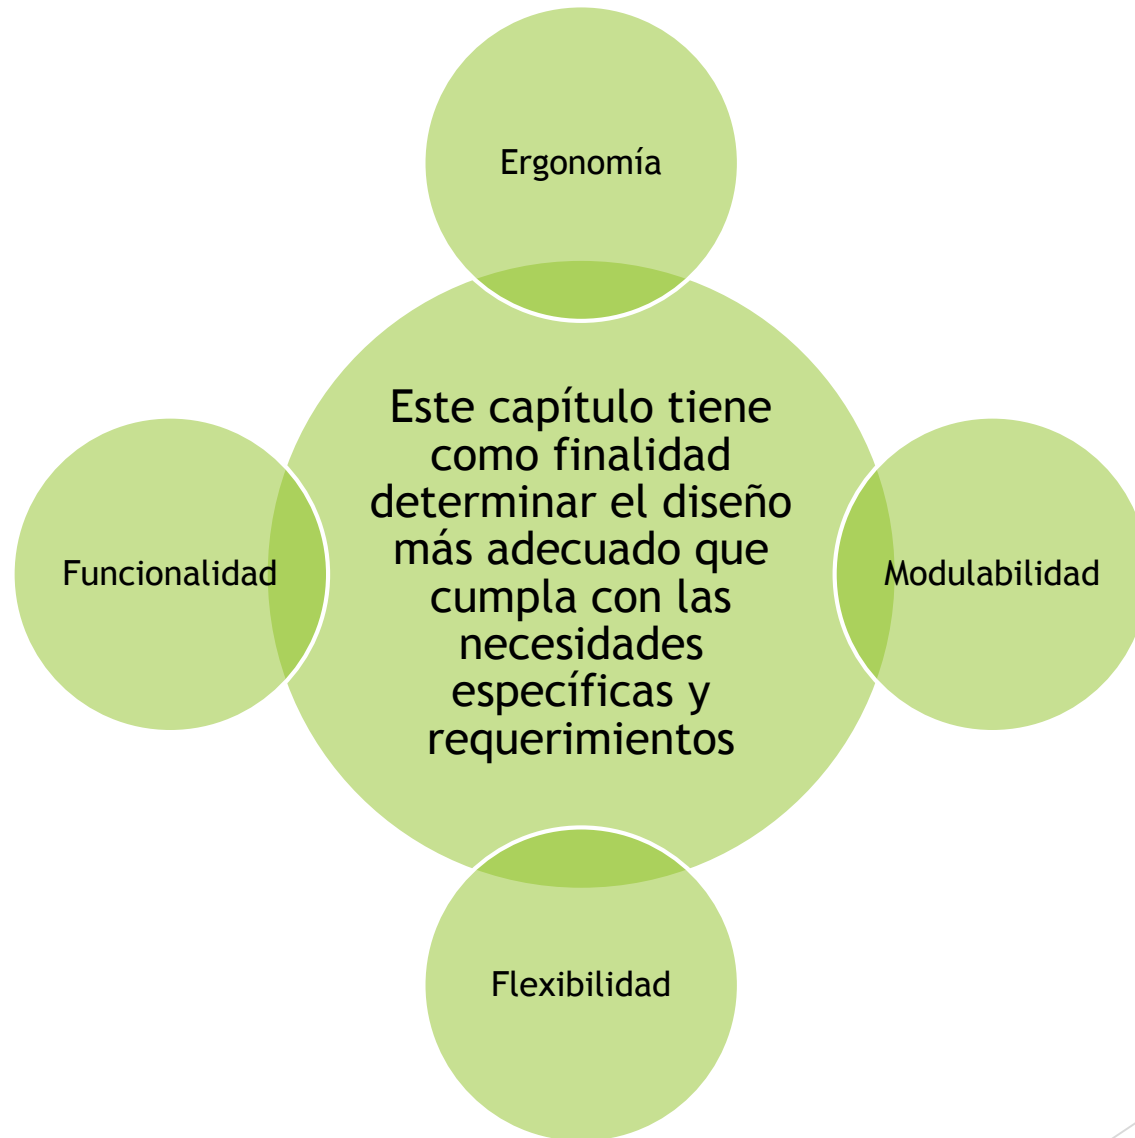 Ergonomía
Este capítulo tiene
como finalidad
determinar el diseño
más adecuado que
cumpla con las
necesidades
específicas y
requerimientos
Funcionalidad
Modulabilidad
Flexibilidad